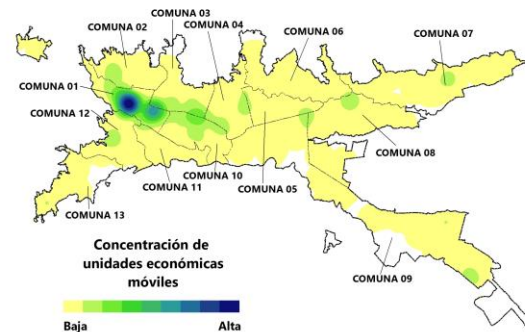 COMUNA 03
COMUNA 02
COMUNA 04
COMUNA 06
COMUNA 07
COMUNA 01
COMUNA 12
COMUNA 08
COMUNA 10
COMUNA 11
COMUNA 05
COMUNA 13
COMUNA 09
Concentración de
unidades económicas
móviles
Baja Alta